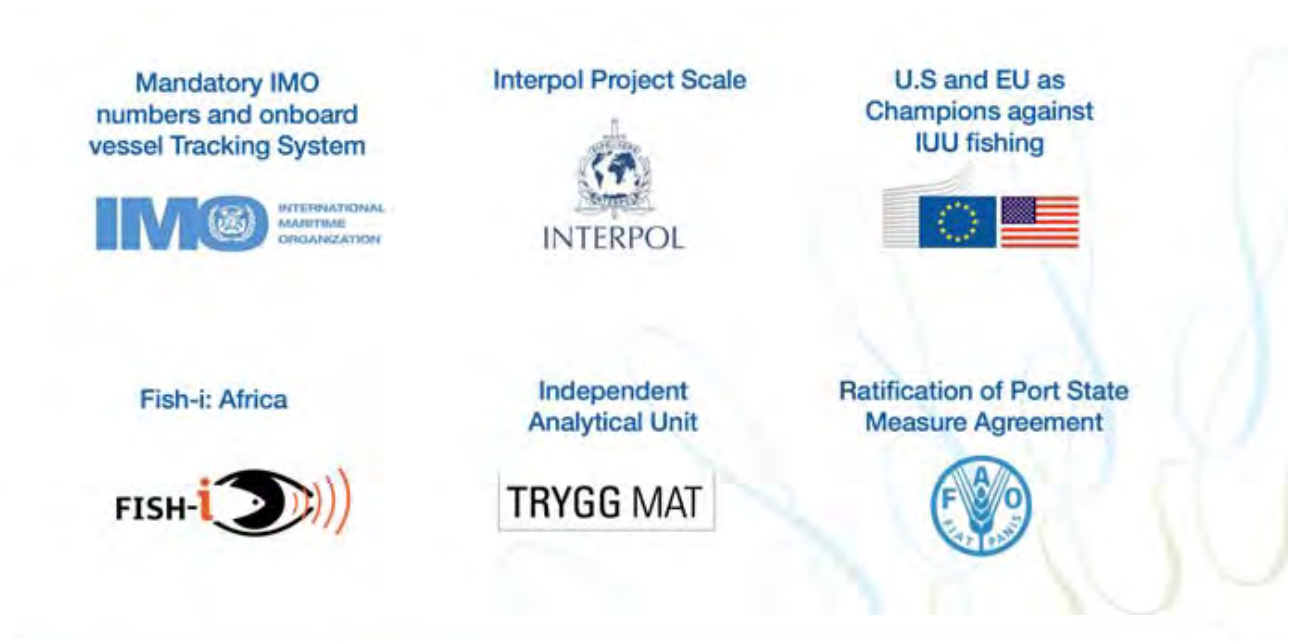 Mandatory IMO
numbers and onboard
vessel Tracking System
IMO
INTERNATIONAL
MARITIME
ORGANIZATION
Interpol Project Scale
INTERPOL
U.S and EU as
Champions against
IUU fishing
Fish-i: Africa
FISH-i
Independent
Analytical Unit
TRYGG MAT
Ratification of Port State
Measure Agreement
FAO
FIAT PANIS